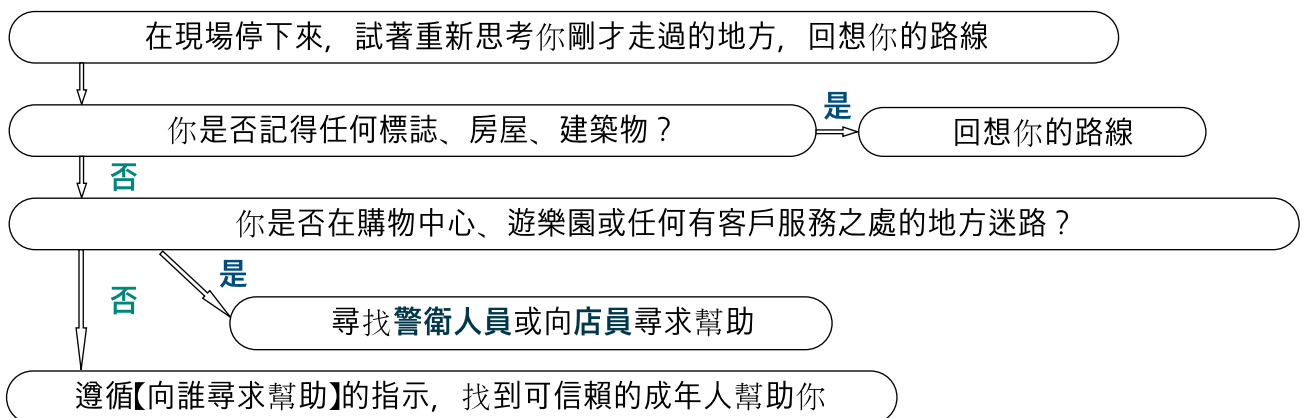 在現場停下來，試著重新思考你剛才走過的地方，回想你的路線
你是否記得任何標誌、房屋、建築物？
是
回想你的路線
否
你是否在購物中心、遊樂園或任何有客戶服務之處的地方迷路？
是
否
尋找警衛人員或向店員尋求幫助
遵循【向誰尋求幫助】的指示，找到可信賴的成年人幫助你